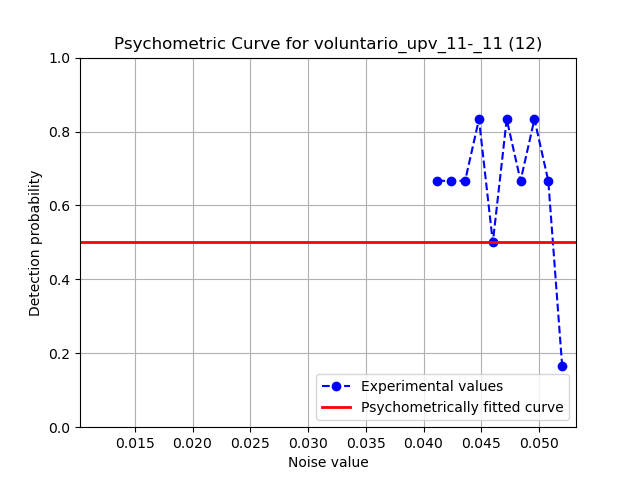 Psychometric Curve for voluntario_upv_11-_11 (12)
1.0
0.8
0.6
0.4
0.2
0.0
Detection probability
Experimental values
Psychometrically fitted curve
0.015 0.020 0.025 0.030 0.035 0.040 0.045 0.050
Noise value